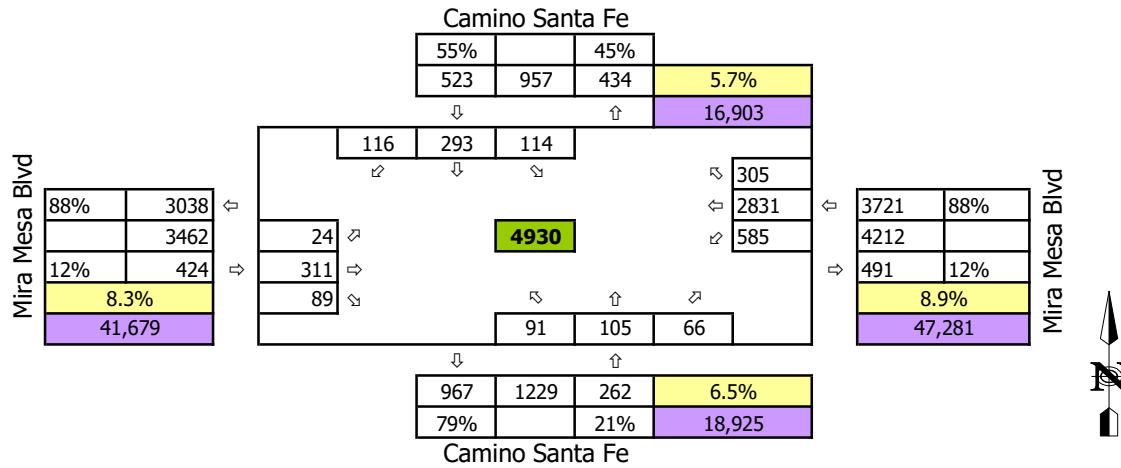 Camino Santa Fe
55% 45%
523 957 434 5.7%
⇩ ⇧ 16,903
116 293 114
⬃ ⇩ ⬂
Mira Mesa Blvd
88% 3038 ⇦
3462
12% 424 ⇨
8.3%
41,679
24 ⬀
311 ⇨
89 ⬂
4930
⬁ 305
⇦ 2831
⬃ 585
⇦ 3721 88%
4212
⇨ 491 12%
8.9%
47,281
Mira Mesa Blvd
⬁ ⇧ ⬀
91 105 66
⇩ ⇧
967 1229 262 6.5%
79% 21% 18,925
Camino Santa Fe
N